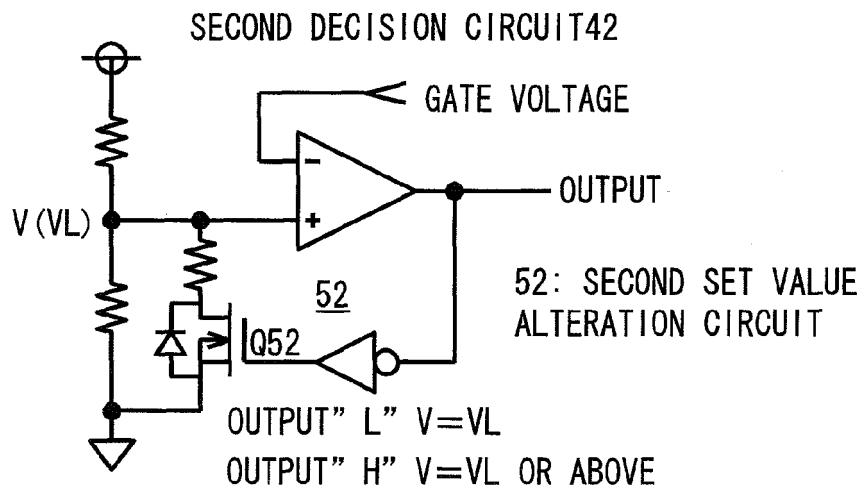 SECOND DECISION CIRCUIT42
GATE VOLTAGE
−
OUTPUT
V(VL)
+
52
52: SECOND SET VALUE
ALTERATION CIRCUIT
Q52
OUTPUT" L" V=VL
OUTPUT" H" V=VL OR ABOVE